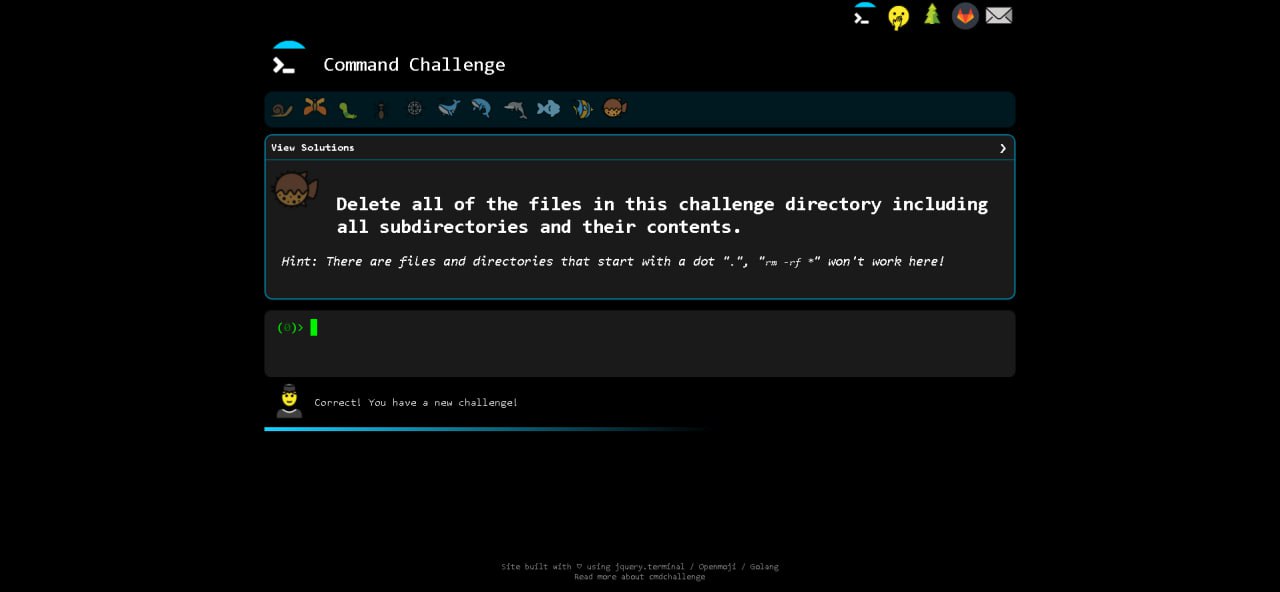 Command Challenge
View Solutions
Delete all of the files in this challenge directory including
all subdirectories and their contents.
Hint: There are files and directories that start with a dot ".", "rm -rf *" won't work here!
(0)>
Correct! You have a new challenge!
Site built with ♡ using jquery.terminal / Openmoji / Golang
Read more about cmdchallenge